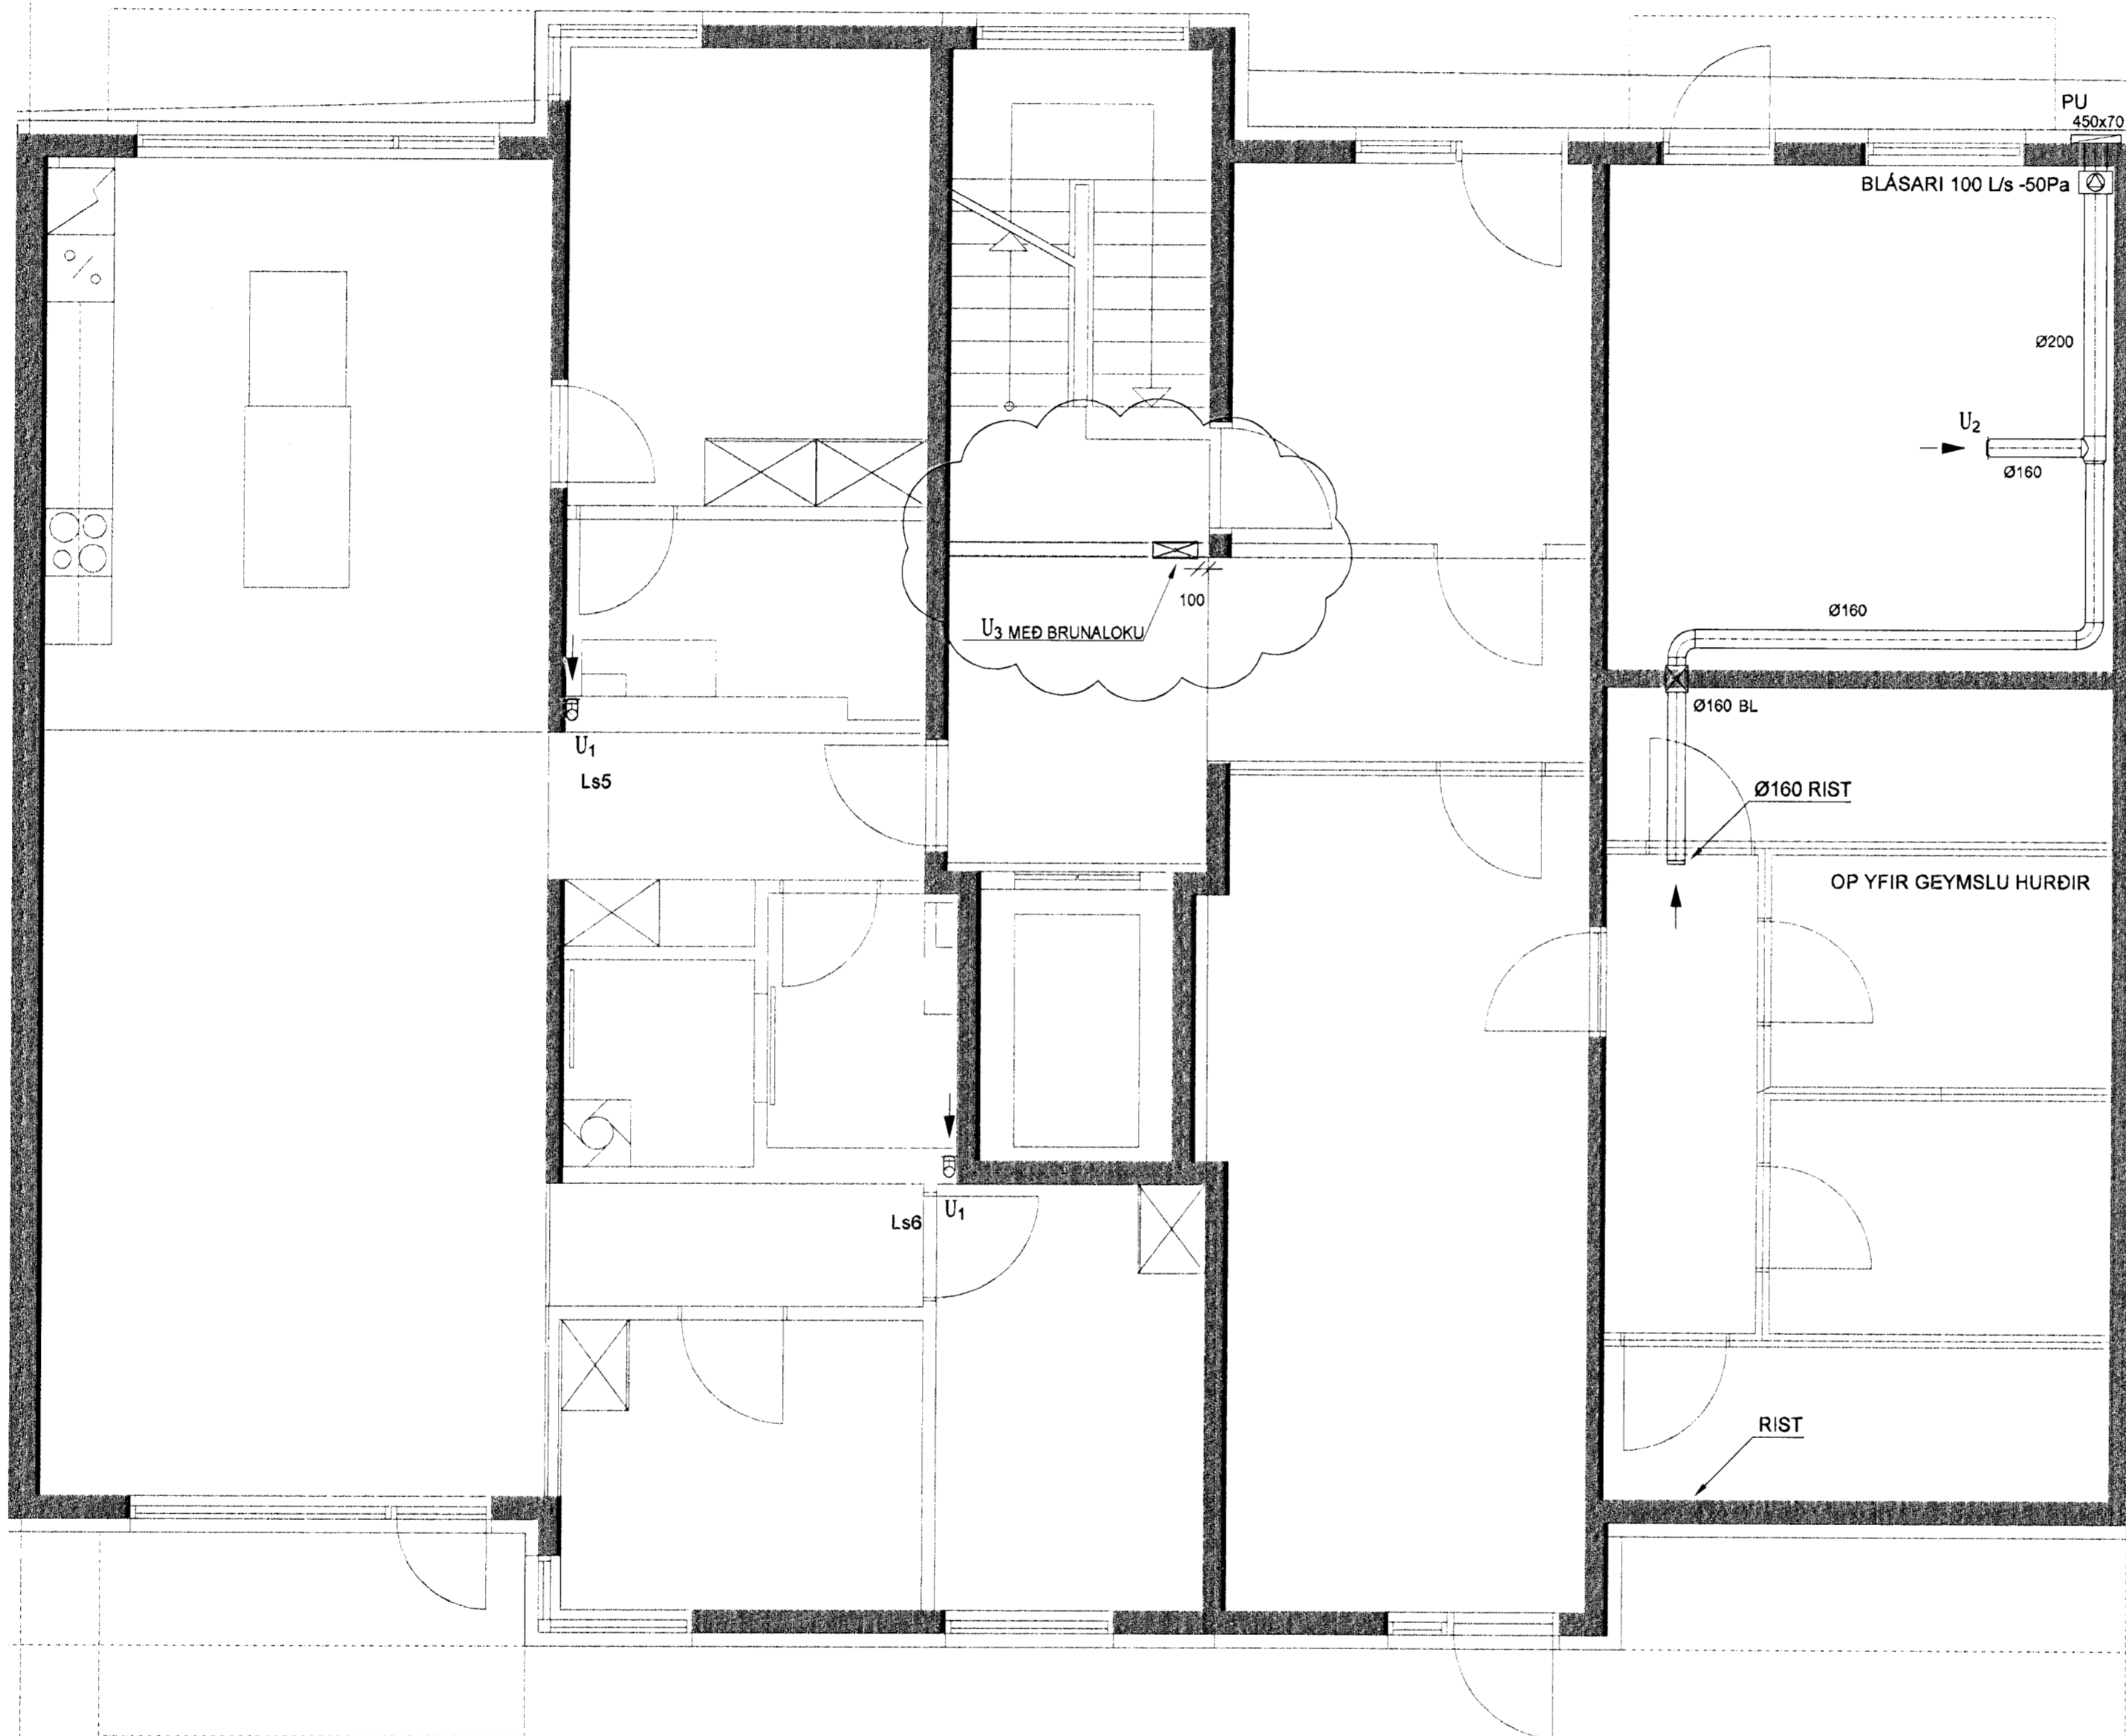 PU
450x70
BLÁSARI 100 L/s -50Pa
Ø200
U2
Ø160
100
U3 MEÐ BRUNALOKU
Ø160
Ø160 BL
U1
Ls5
Ø160 RIST
OP YFIR GEYMSLU HURÐIR
Ls6
U1
RIST